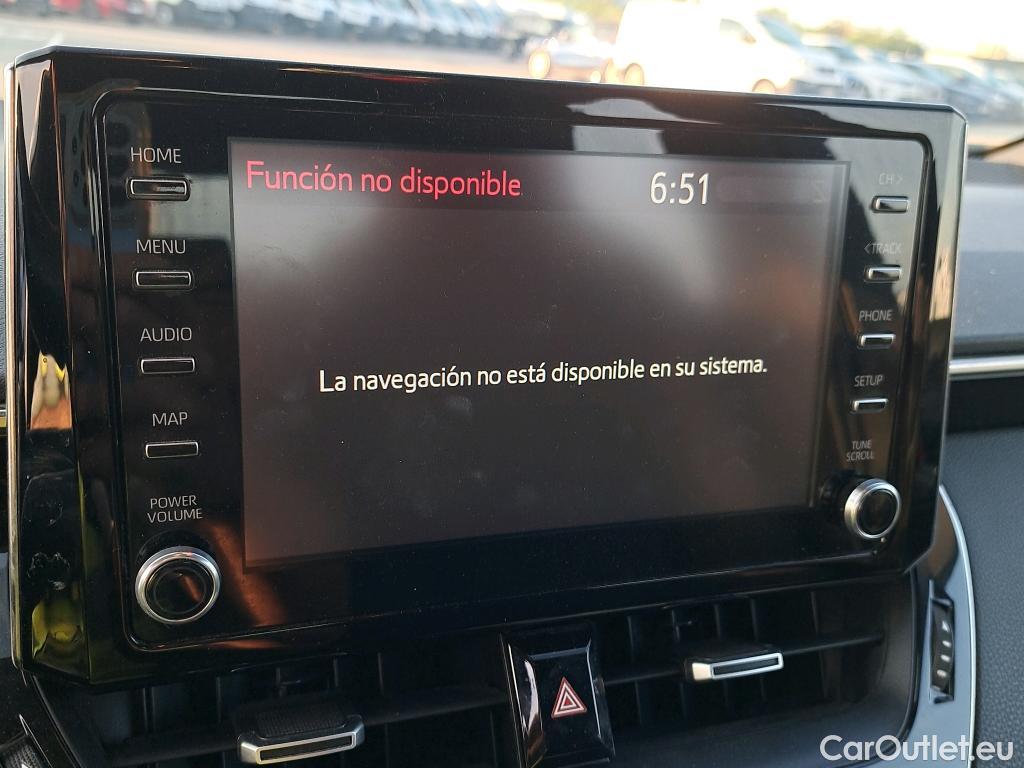 HOME
MENU
AUDIO
MAP
POWER
VOLUME
Función no disponible
6:51
La navegación no está disponible en su sistema.
CH >
<TRACK
PHONE
SETUP
TUNE
SCROLL
CarOutlet.eu